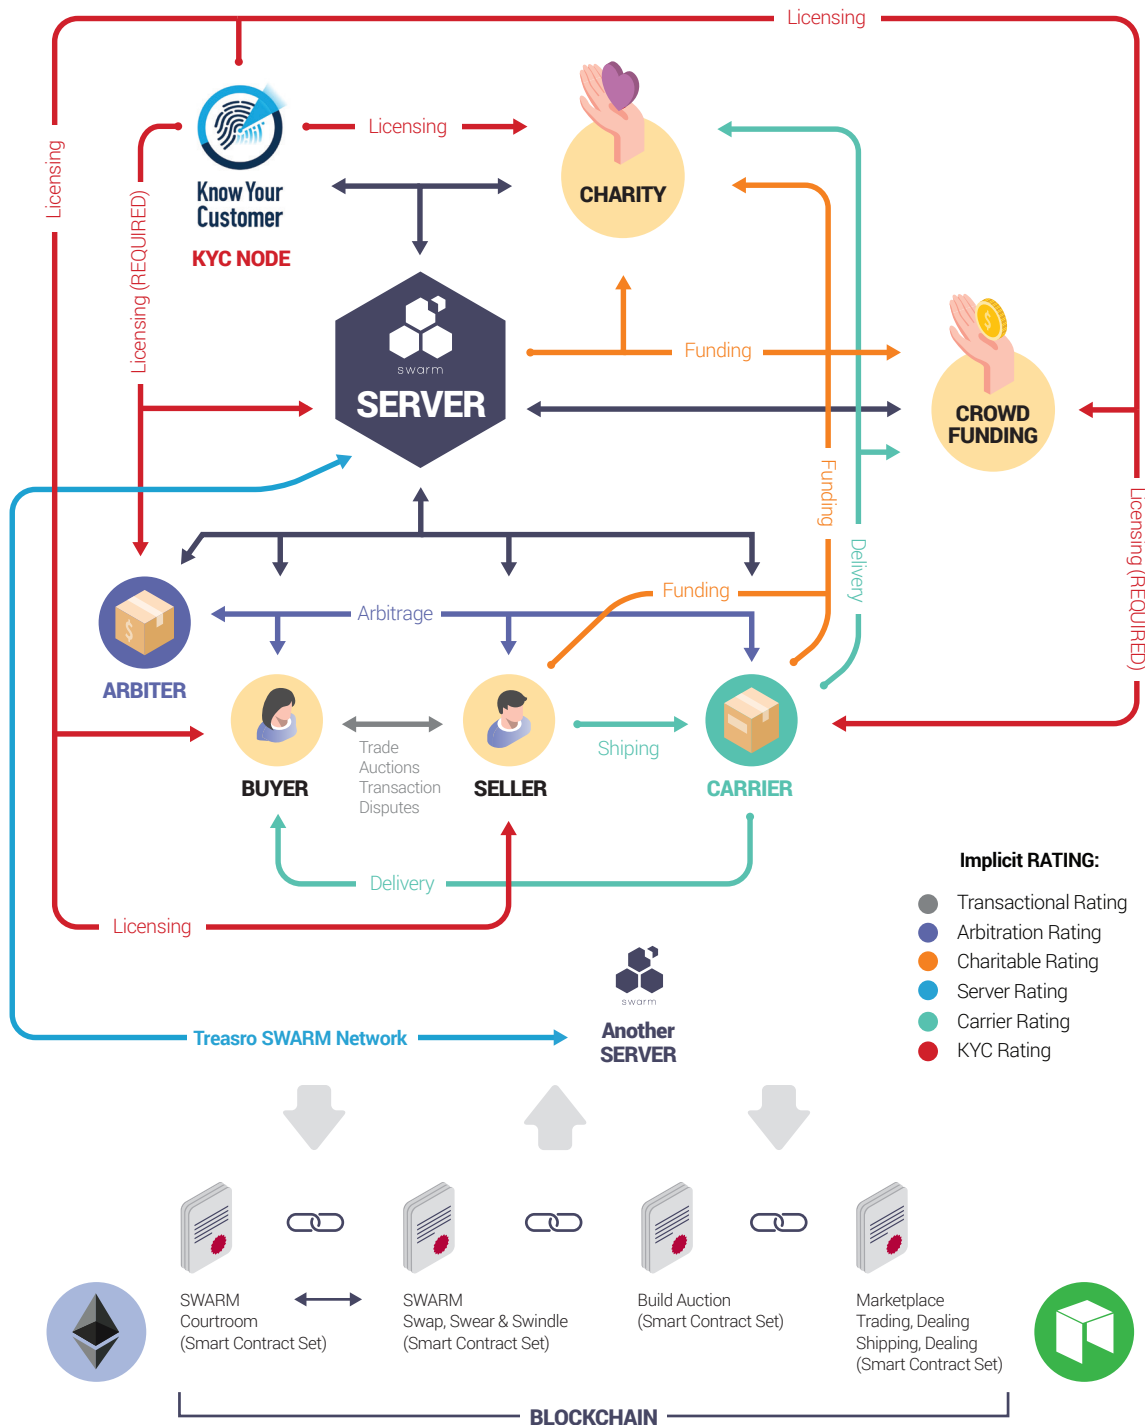 Licensing
Licensing
CHARITY
Know Your
Customer
KYC NODE
Licensing
Licensing (REQUIRED)
swarm
SERVER
Funding
CROWD
FUNDING
Funding
Delivery
Licensing (REQUIRED)
Funding
Arbitrage
$
ARBITER
BUYER
Trade
Auctions
Transaction
Disputes
SELLER
Shiping
CARRIER
Delivery
Licensing
Implicit RATING:
Transactional Rating
Arbitration Rating
Charitable Rating
Server Rating
Carrier Rating
KYC Rating
swarm
Another
SERVER
Treasro SWARM Network
SWARM
Courtroom
(Smart Contract Set)
SWARM
Swap, Swear & Swindle
(Smart Contract Set)
Build Auction
(Smart Contract Set)
Marketplace
Trading, Dealing
Shipping, Dealing
(Smart Contract Set)
BLOCKCHAIN